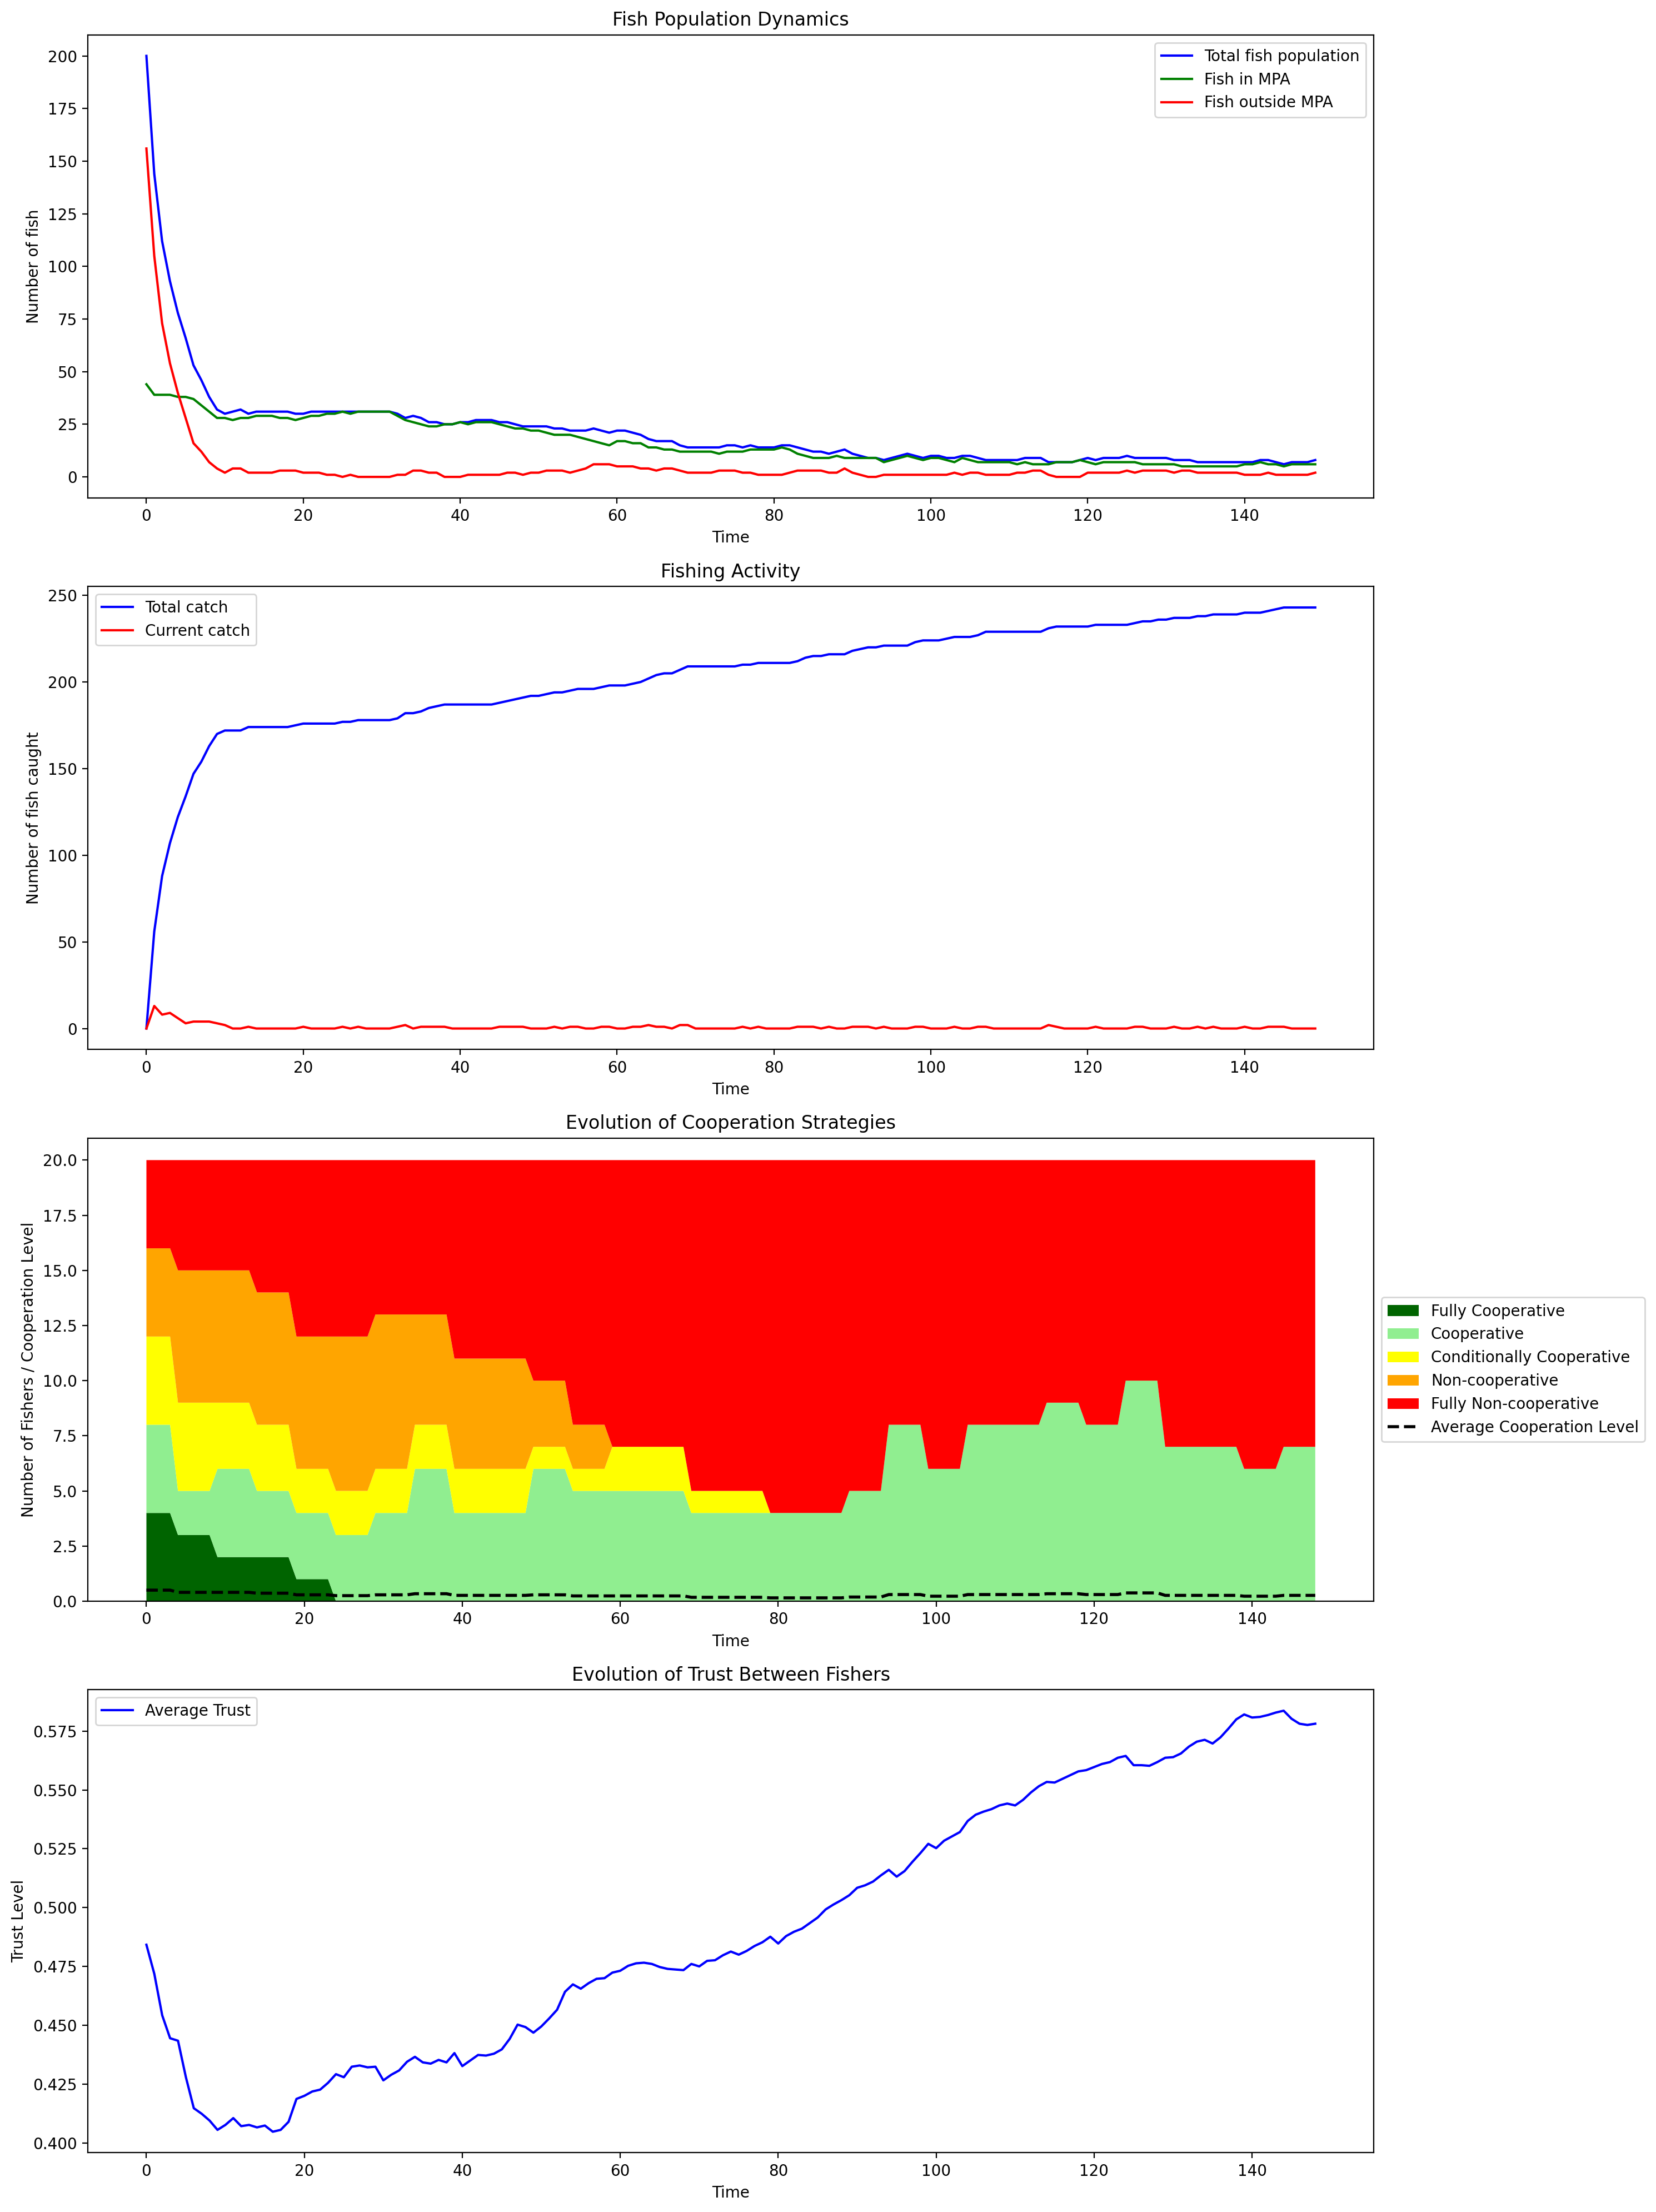 Fish Population Dynamics
200
175
150
125
100
75
50
25
0
Number of fish
Total fish population
Fish in MPA
Fish outside MPA
0 20 40 60 80 100 120 140
Time
Fishing Activity
250
200
150
100
50
0
Number of fish caught
Total catch
Current catch
0 20 40 60 80 100 120 140
Time
Evolution of Cooperation Strategies
20.0
17.5
15.0
12.5
10.0
7.5
5.0
2.5
0.0
Number of Fishers / Cooperation Level
Fully Cooperative
Cooperative
Conditionally Cooperative
Non-cooperative
Fully Non-cooperative
Average Cooperation Level
0 20 40 60 80 100 120 140
Time
Evolution of Trust Between Fishers
Average Trust
0.575
0.550
0.525
0.500
0.475
0.450
0.425
0.400
Trust Level
0 20 40 60 80 100 120 140
Time